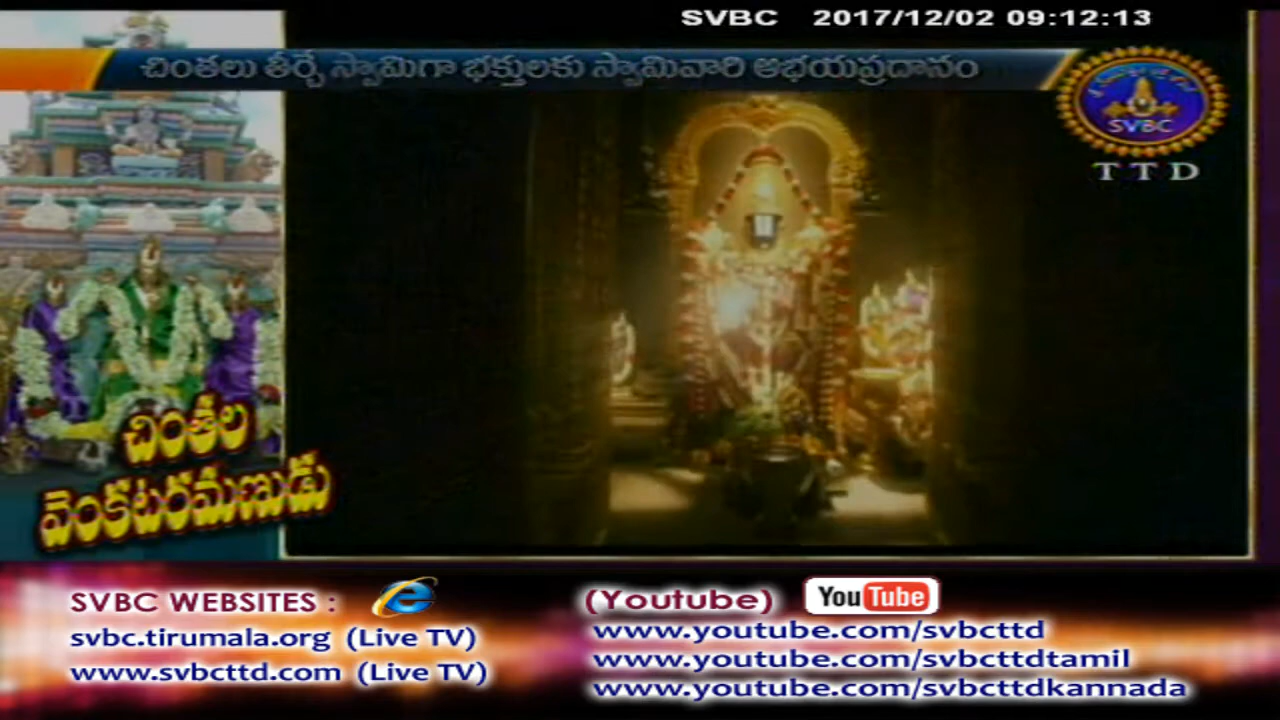 SVBC 2017/12/02 09:12:13
చింతలు తీర్చే స్వామిగా భక్తులకు స్వామివారి అభయప్రదానం
SVBC
T T D
చింతల
వెంకటరమణుడు
SVBC WEBSITES :
svbc.tirumala.org (Live TV)
www.svbcttd.com (Live TV)
(Youtube) YouTube
www.youtube.com/svbcttd
www.youtube.com/svbcttdtamil
www.youtube.com/svbcttdkannada